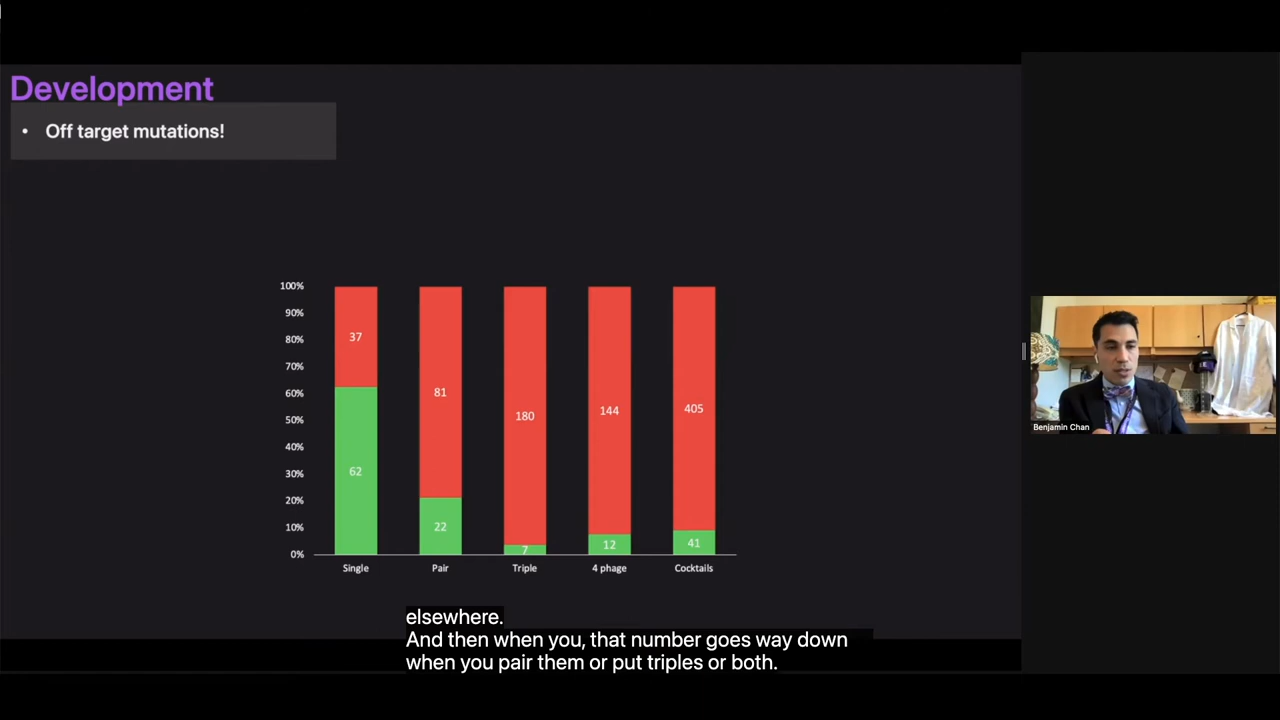 Development
• Off target mutations!
100%
90%
80%
70%
60%
50%
40%
30%
20%
10%
0%
37
81
180
144
405
62
22
7
12
41
Single
Pair
Triple
4 phage
Cocktails
Benjamin Chan
elsewhere.
And then when you, that number goes way down
when you pair them or put triples or both.